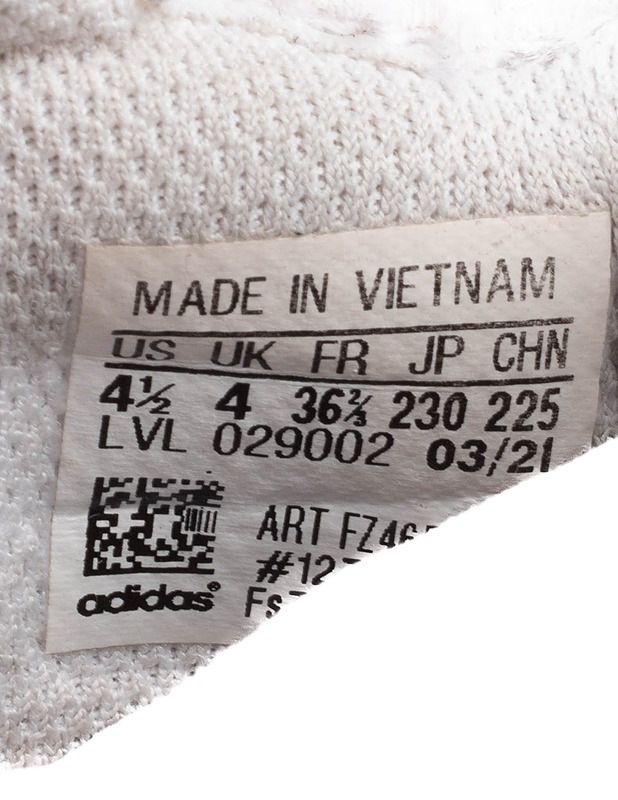 MADE IN VIETNAM
US UK FR JP CHN
4½ 4 36⅔ 230 225
LVL 029002 03/21
ART
adidas®